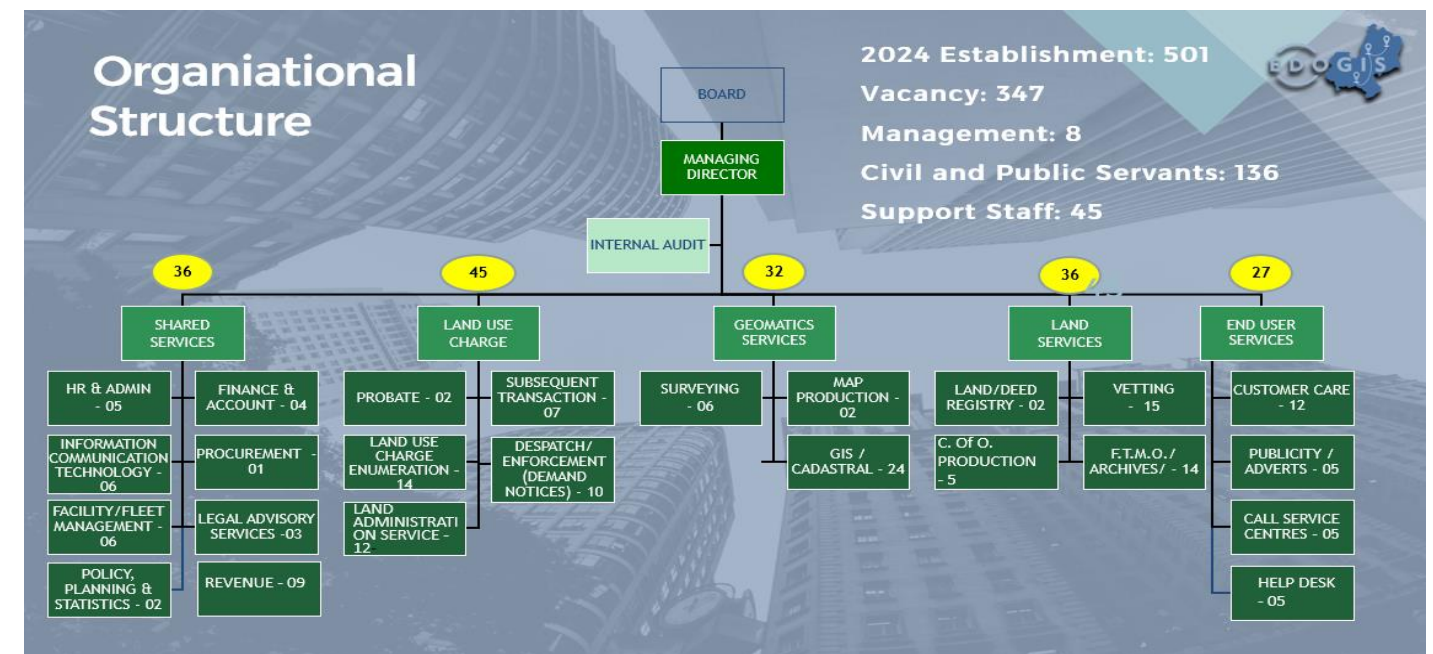 Organiational
Structure
2024 Establishment: 501
Vacancy: 347
Management: 8
Civil and Public Servants: 136
Support Staff: 45
EDOGIS
BOARD
MANAGING
DIRECTOR
INTERNAL AUDIT
36
45
32
36
27
SHARED
SERVICES
LAND USE
CHARGE
GEOMATICS
SERVICES
LAND
SERVICES
END USER
SERVICES
HR & ADMIN
- 05
FINANCE &
ACCOUNT - 04
INFORMATION
COMMUNICATION
TECHNOLOGY -
06
PROCUREMENT -
01
FACILITY/FLEET
MANAGEMENT -
06
LEGAL ADVISORY
SERVICES -03
POLICY,
PLANNING &
STATISTICS - 02
REVENUE - 09
PROBATE - 02
SUBSEQUENT
TRANSACTION -
07
LAND USE
CHARGE
ENUMERATION -
14
DESPATCH/
ENFORCEMENT
(DEMAND
NOTICES) - 10
LAND
ADMINISTRATI
ON SERVICE -
12
SURVEYING
- 06
MAP
PRODUCTION -
02
GIS /
CADASTRAL - 24
LAND/DEED
REGISTRY - 02
VETTING
- 15
C. Of O.
PRODUCTION
- 5
F.T.M.O./
ARCHIVES/ - 14
CUSTOMER CARE
- 12
PUBLICITY /
ADVERTS - 05
CALL SERVICE
CENTRES - 05
HELP DESK
- 05